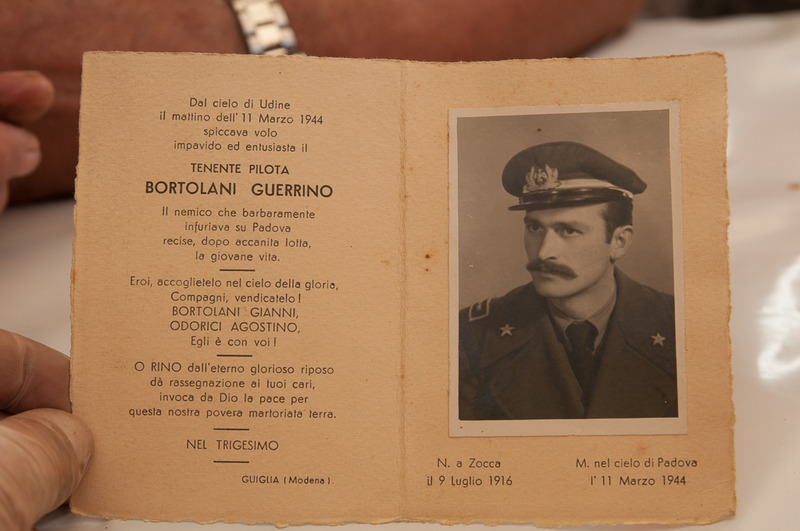 Dal cielo di Udine
il mattino dell'11 Marzo 1944
spiccava volo
impavido ed entusiasta il
TENENTE PILOTA
BORTOLANI GUERRINO
Il nemico che barbaramente
infuriava su Padova
recise, dopo accanita lotta,
la giovane vita.
Eroi, accoglietelo nel cielo della gloria,
Compagni, vendicatelo!
BORTOLANI GIANNI,
ODORICI AGOSTINO,
Egli è con voi!
O RINO dall'eterno glorioso riposo
dà rassegnazione ai tuoi cari,
invoca da Dio la pace per
questa nostra povera martoriata terra.
NEL TRIGESIMO
GUIGLIA (Modena).
N. a Zocca
il 9 Luglio 1916
M. nel cielo di Padova
l'11 Marzo 1944